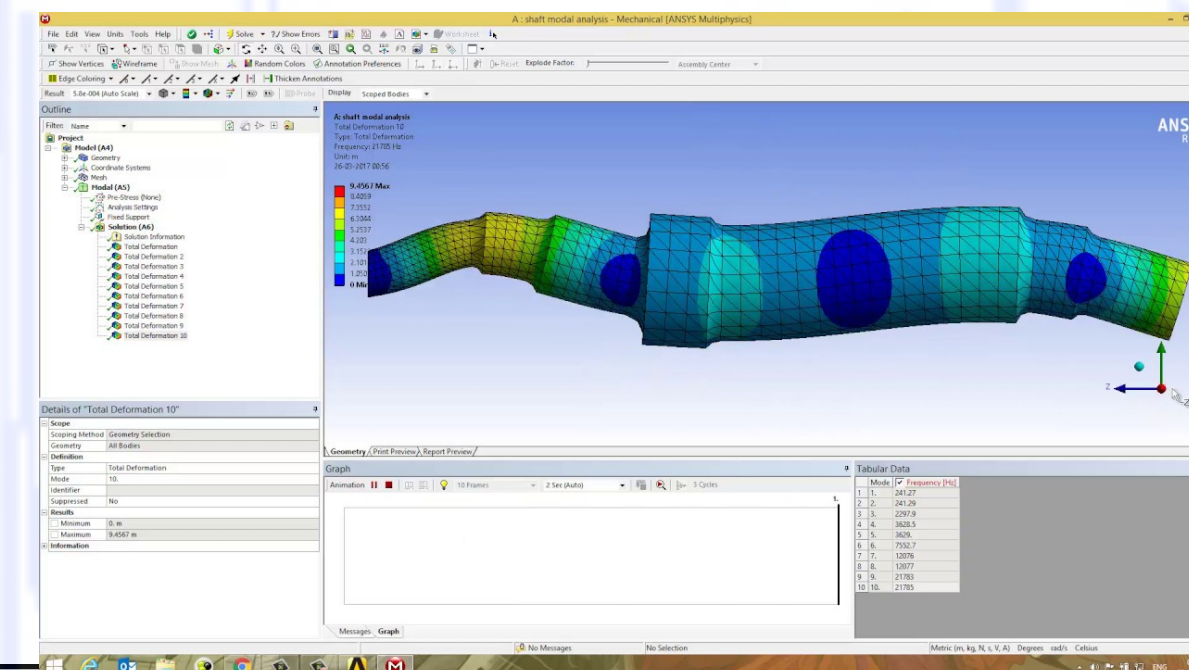 A : shaft modal analysis - Mechanical [ANSYS Multiphysics]
File Edit View Units Tools Help Solve ?/ Show Errors Worksheet
Show Vertices Wireframe Show Mesh Random Colors Annotation Preferences Reset Explode Factor: Assembly Center
Edge Coloring Thicken Annotations
Result 5.8e-004 (Auto Scale) Probe Display Scoped Bodies
Outline
Filter: Name
Project
Model (A4)
Geometry
Coordinate Systems
Mesh
Modal (A5)
Pre-Stress (None)
Analysis Settings
Fixed Support
Solution (A6)
Solution Information
Total Deformation
Total Deformation 2
Total Deformation 3
Total Deformation 4
Total Deformation 5
Total Deformation 6
Total Deformation 7
Total Deformation 8
Total Deformation 9
Total Deformation 10
A: shaft modal analysis
Total Deformation 10
Type: Total Deformation
Frequency: 21785 Hz
Unit: m
26-03-2017 00:56
9.4567 Max
8.4059
7.3552
6.3044
5.2537
4.203
3.152
2.101
1.050
0 Min
ANS
R
Z
Details of "Total Deformation 10"
Scope
Scoping Method Geometry Selection
Geometry All Bodies
Definition
Type Total Deformation
Mode 10.
Identifier
Suppressed No
Results
Minimum 0. m
Maximum 9.4567 m
Information
Geometry Print Preview Report Preview
Graph
Animation 10 Frames 2 Sec (Auto) 3 Cycles
1.
Messages Graph
Tabular Data
Mode Frequency [Hz]
1 1. 241.27
2 2. 241.29
3 3. 2297.9
4 4. 3628.5
5 5. 3629.
6 6. 7552.7
7 7. 12076
8 8. 12077
9 9. 21783
10 10. 21785
No Messages No Selection Metric (m, kg, N, s, V, A) Degrees rad/s Celsius
ENG